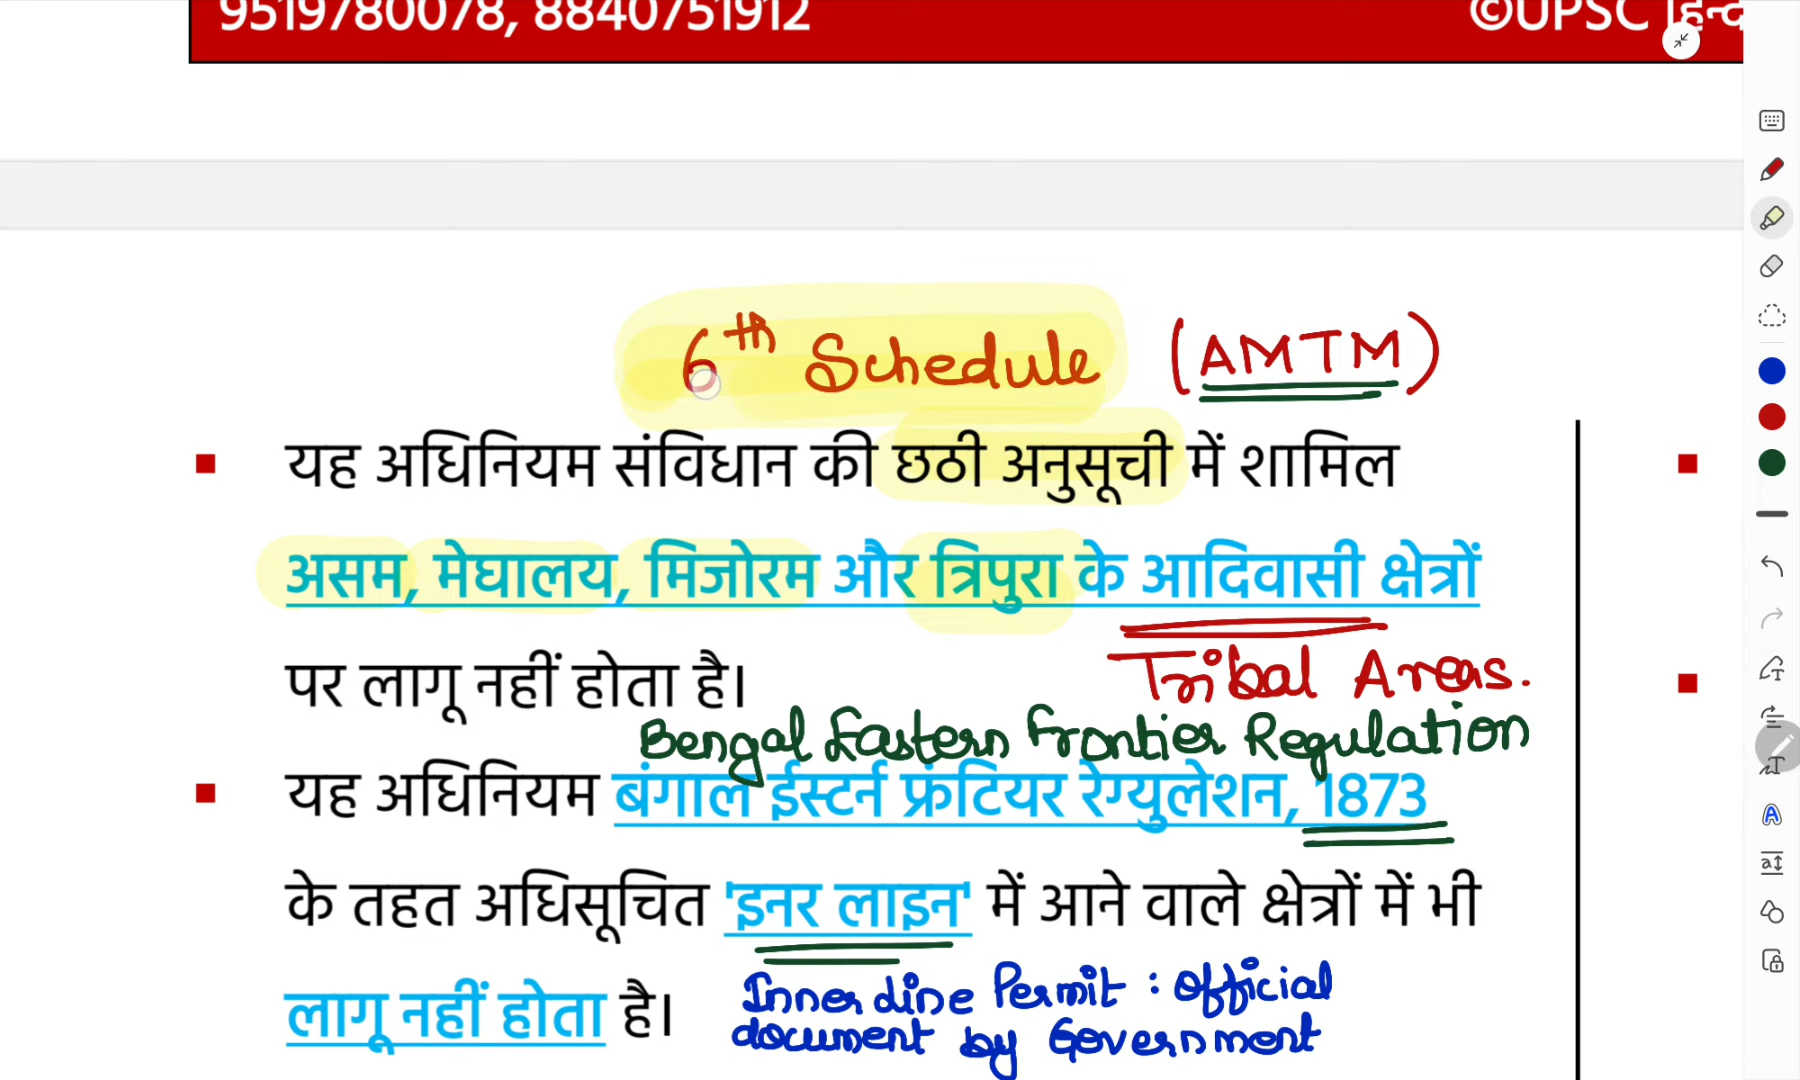 9519780078, 8840751912
©UPSC हिन्द
6th Schedule (AMTM)
यह अधिनियम संविधान की छठी अनुसूची में शामिल
असम, मेघालय, मिजोरम और त्रिपुरा के आदिवासी क्षेत्रों
पर लागू नहीं होता है।
Tribal Areas.
Bengal Eastern Frontier Regulation
यह अधिनियम बंगाल ईस्टर्न फ्रंटियर रेग्युलेशन, 1873
के तहत अधिसूचित 'इनर लाइन' में आने वाले क्षेत्रों में भी
लागू नहीं होता है।
Inner Line Permit : Official
document by Government